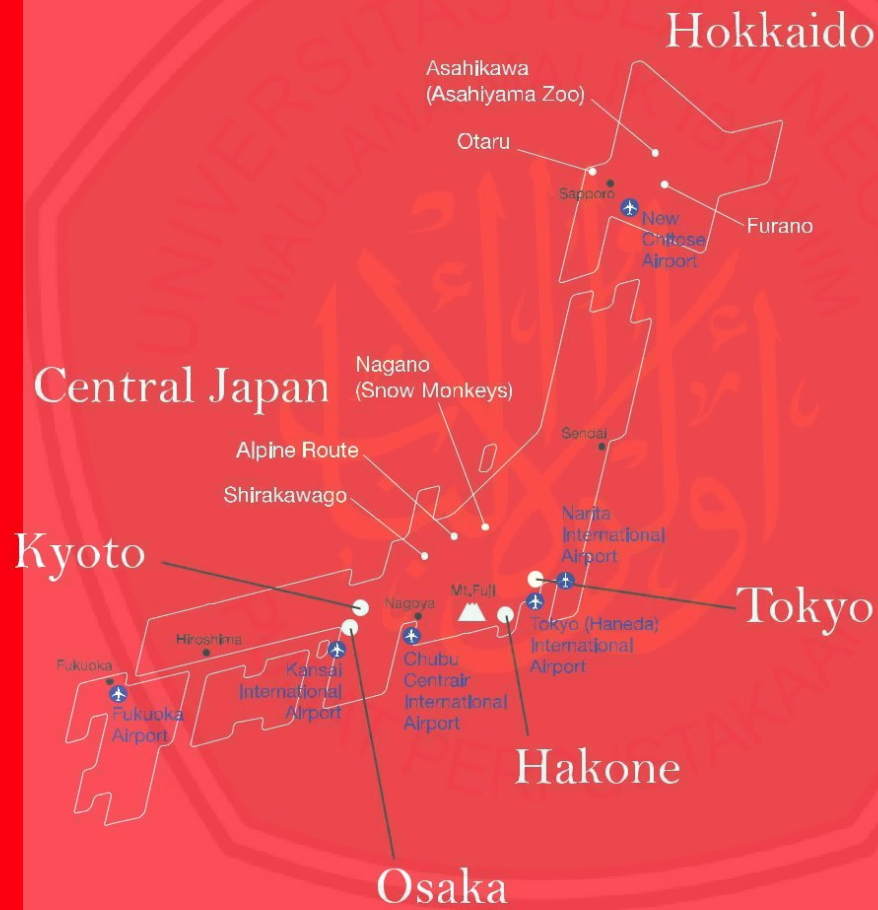 Hokkaido
Asahikawa
(Asahiyama Zoo)
Otaru
Sapporo
New
Chitose
Airport
Furano
Central Japan
Nagano
(Snow Monkeys)
Alpine Route
Shirakawago
Sendai
Narita
International
Airport
Kyoto
Tokyo
Nagoya
Mt.Fuji
Tokyo (Haneda)
International
Airport
Hiroshima
Fukuoka
Fukuoka
Airport
Kansai
International
Airport
Chubu
Centrair
International
Airport
Hakone
Osaka